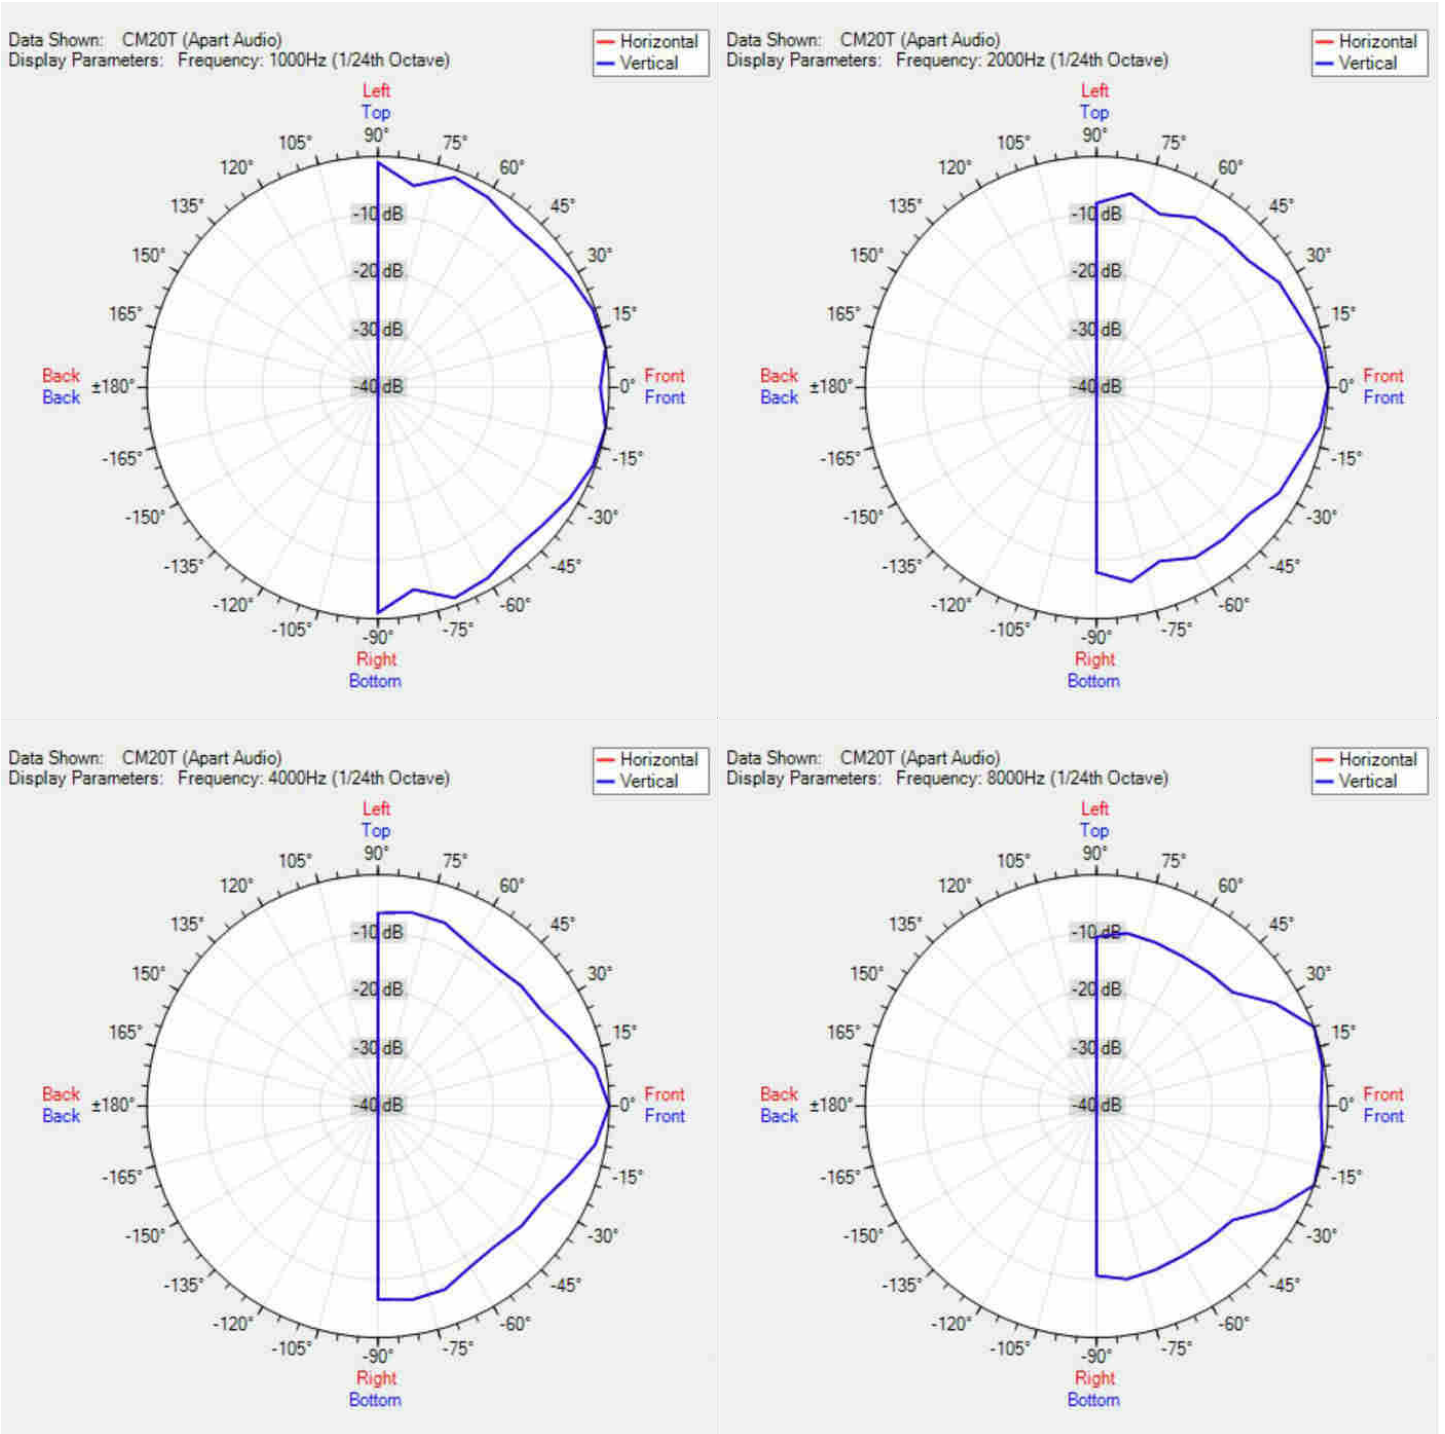 Data Shown: CM20T (Apart Audio)
Display Parameters: Frequency: 1000Hz (1/24th Octave)
Horizontal
Vertical
Left
Top
90°
105° 75°
120° 60°
135° 45°
150° 30°
165° 15°
-10 dB
-20 dB
-30 dB
-40 dB
Back Front
Back ±180° 0° Front
-165° -15°
-150° -30°
-135° -45°
-120° -60°
-105° -75°
-90°
Right
Bottom
Data Shown: CM20T (Apart Audio)
Display Parameters: Frequency: 2000Hz (1/24th Octave)
Horizontal
Vertical
Left
Top
90°
105° 75°
120° 60°
135° 45°
150° 30°
165° 15°
-10 dB
-20 dB
-30 dB
-40 dB
Back Front
Back ±180° 0° Front
-165° -15°
-150° -30°
-135° -45°
-120° -60°
-105° -75°
-90°
Right
Bottom
Data Shown: CM20T (Apart Audio)
Display Parameters: Frequency: 4000Hz (1/24th Octave)
Horizontal
Vertical
Left
Top
90°
105° 75°
120° 60°
135° 45°
150° 30°
165° 15°
-10 dB
-20 dB
-30 dB
-40 dB
Back Front
Back ±180° 0° Front
-165° -15°
-150° -30°
-135° -45°
-120° -60°
-105° -75°
-90°
Right
Bottom
Data Shown: CM20T (Apart Audio)
Display Parameters: Frequency: 8000Hz (1/24th Octave)
Horizontal
Vertical
Left
Top
90°
105° 75°
120° 60°
135° 45°
150° 30°
165° 15°
-10 dB
-20 dB
-30 dB
-40 dB
Back Front
Back ±180° 0° Front
-165° -15°
-150° -30°
-135° -45°
-120° -60°
-105° -75°
-90°
Right
Bottom